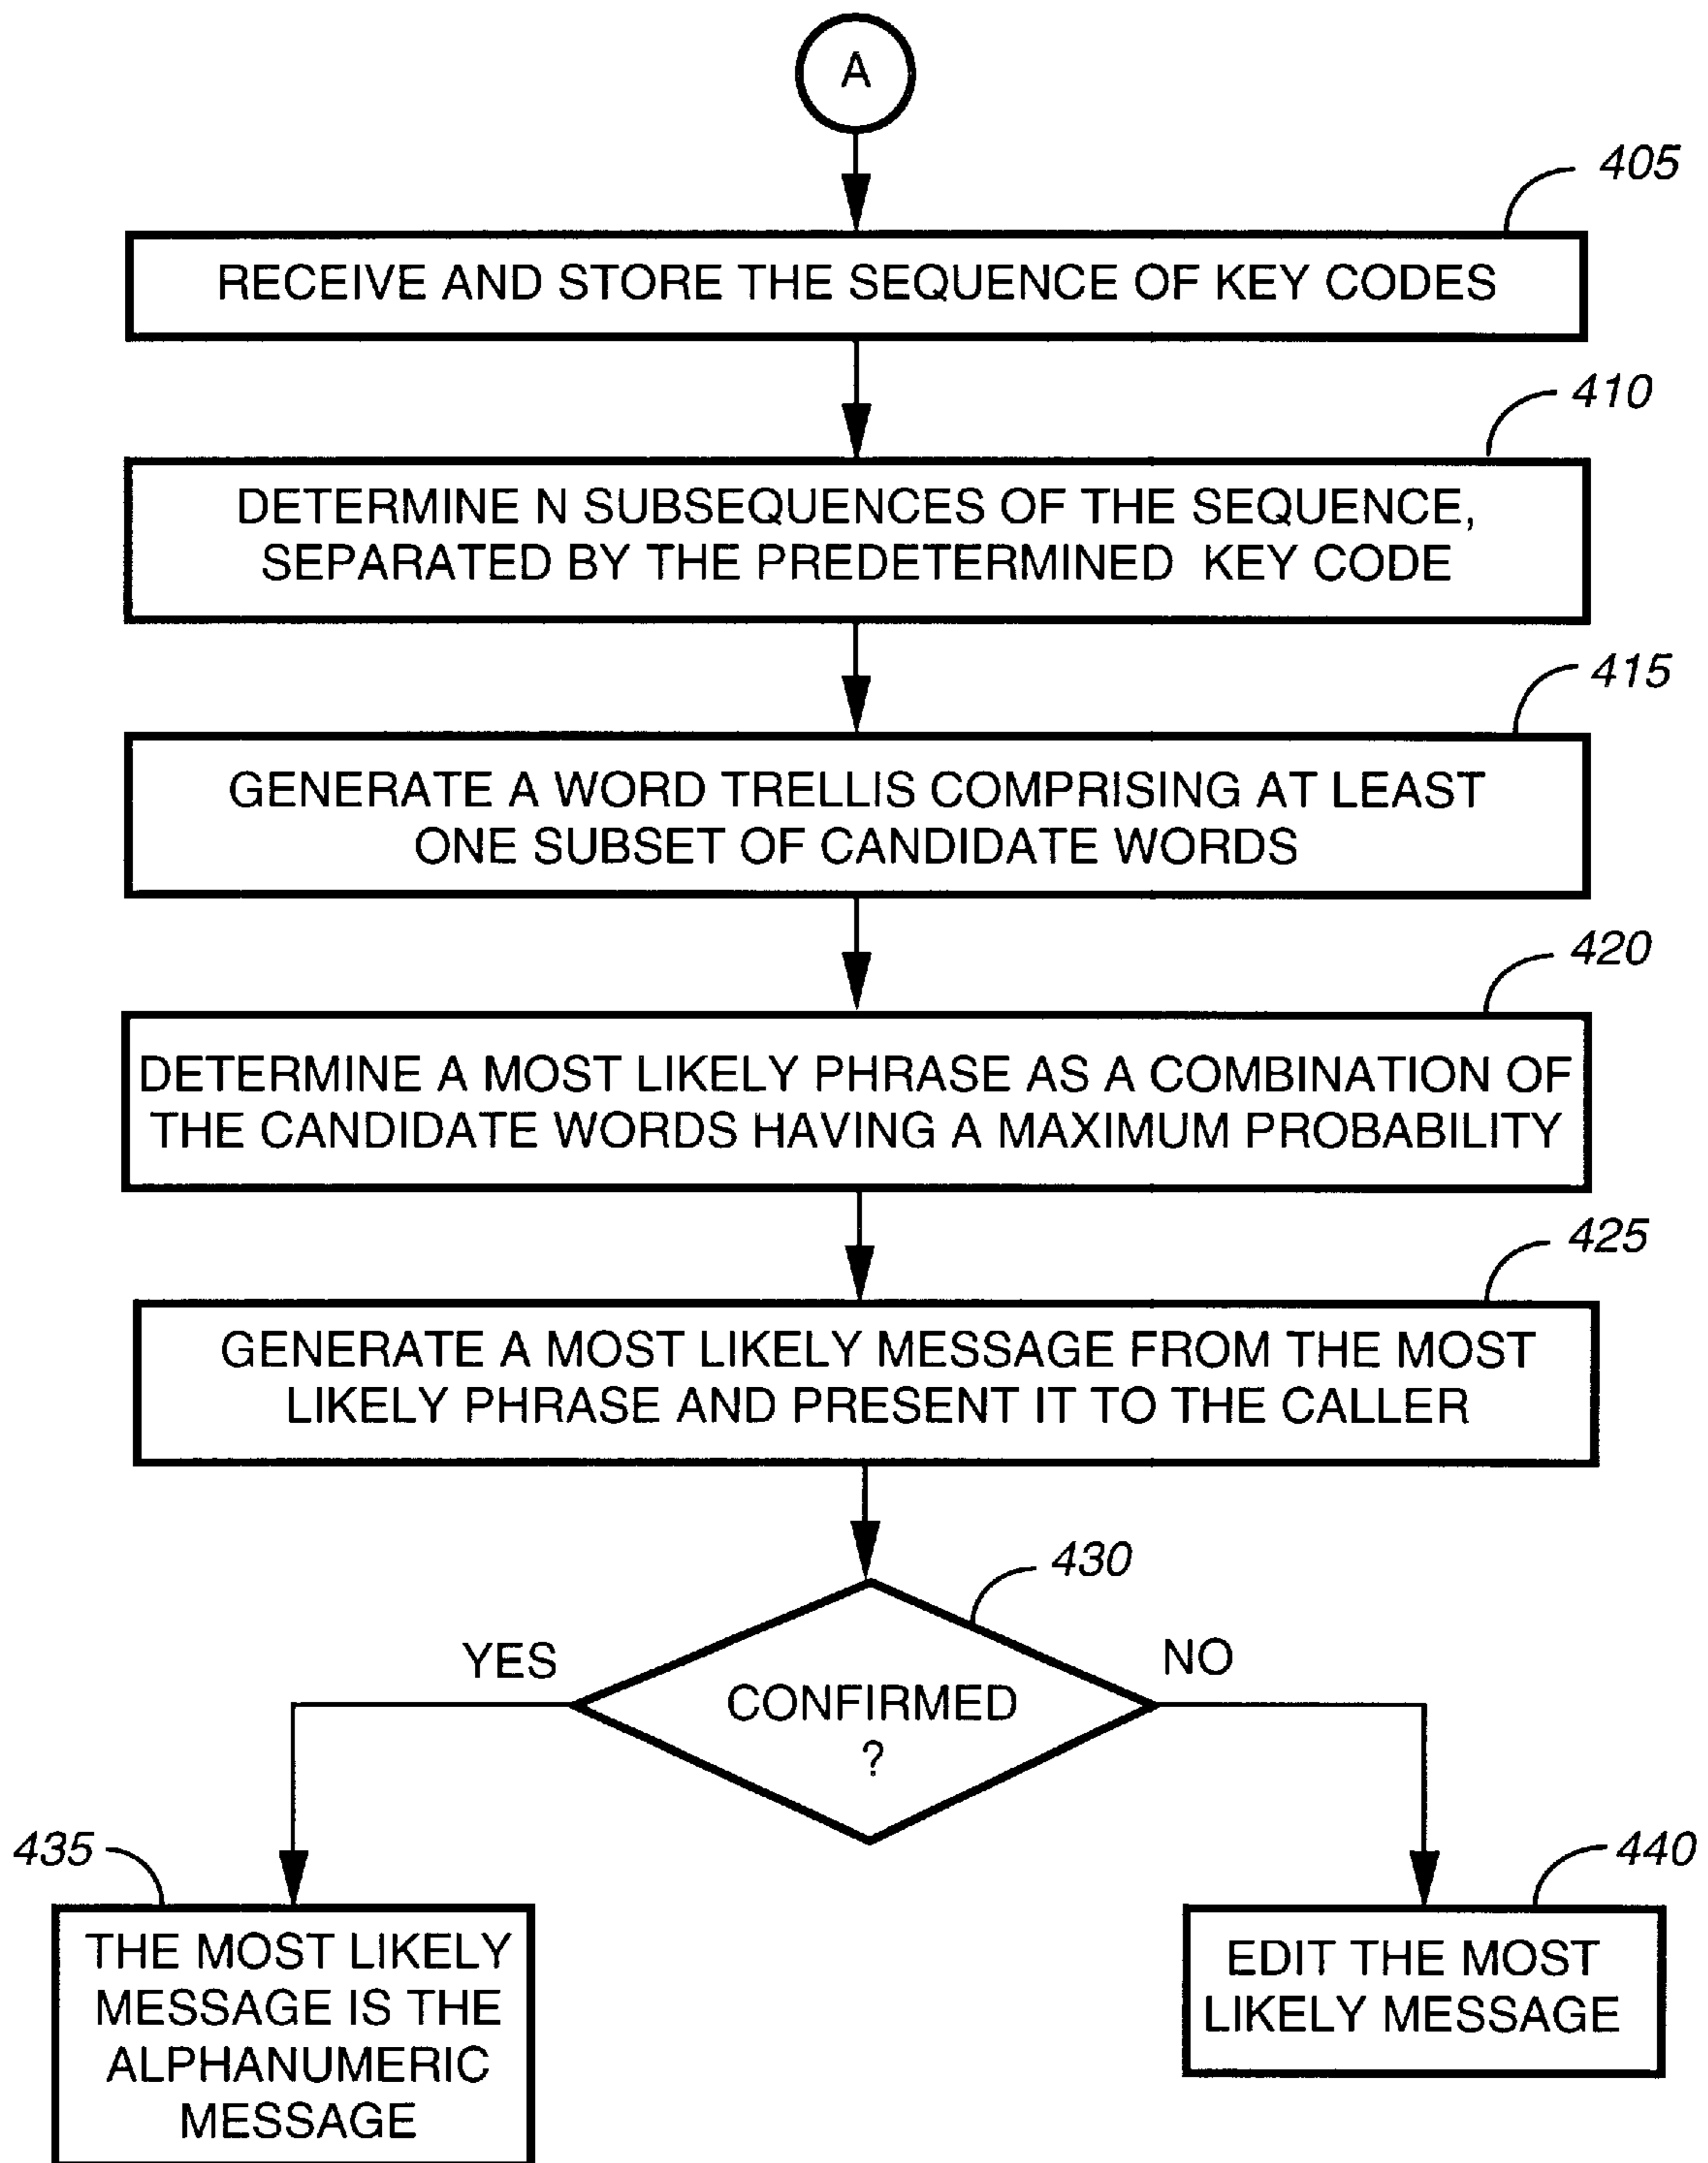 A
405
RECEIVE AND STORE THE SEQUENCE OF KEY CODES
410
DETERMINE N SUBSEQUENCES OF THE SEQUENCE,
SEPARATED BY THE PREDETERMINED KEY CODE
415
GENERATE A WORD TRELLIS COMPRISING AT LEAST
ONE SUBSET OF CANDIDATE WORDS
420
DETERMINE A MOST LIKELY PHRASE AS A COMBINATION OF
THE CANDIDATE WORDS HAVING A MAXIMUM PROBABILITY
425
GENERATE A MOST LIKELY MESSAGE FROM THE MOST
LIKELY PHRASE AND PRESENT IT TO THE CALLER
430
YES
NO
CONFIRMED
?
435
THE MOST LIKELY
MESSAGE IS THE
ALPHANUMERIC
MESSAGE
440
EDIT THE MOST
LIKELY MESSAGE